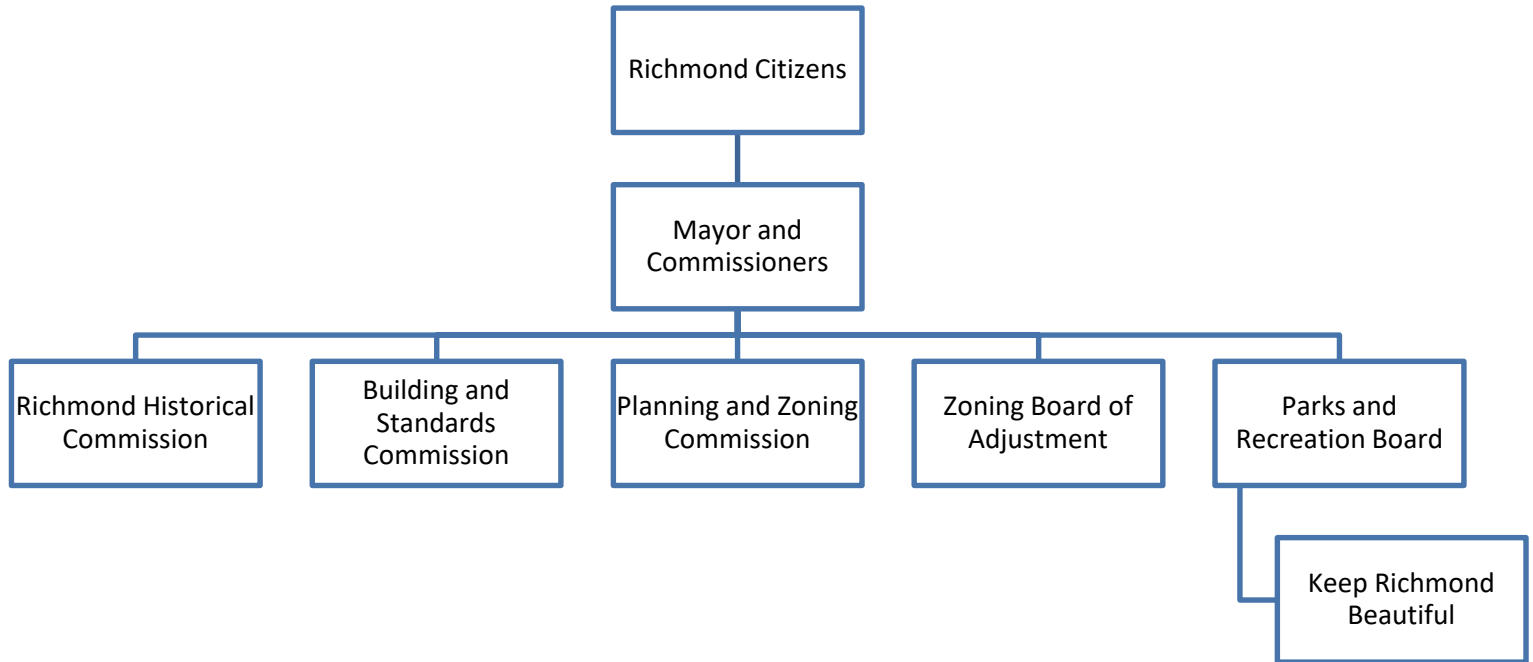 Richmond Citizens
Mayor and
Commissioners
Richmond Historical
Commission
Building and
Standards
Commission
Planning and Zoning
Commission
Zoning Board of
Adjustment
Parks and
Recreation Board
Keep Richmond
Beautiful